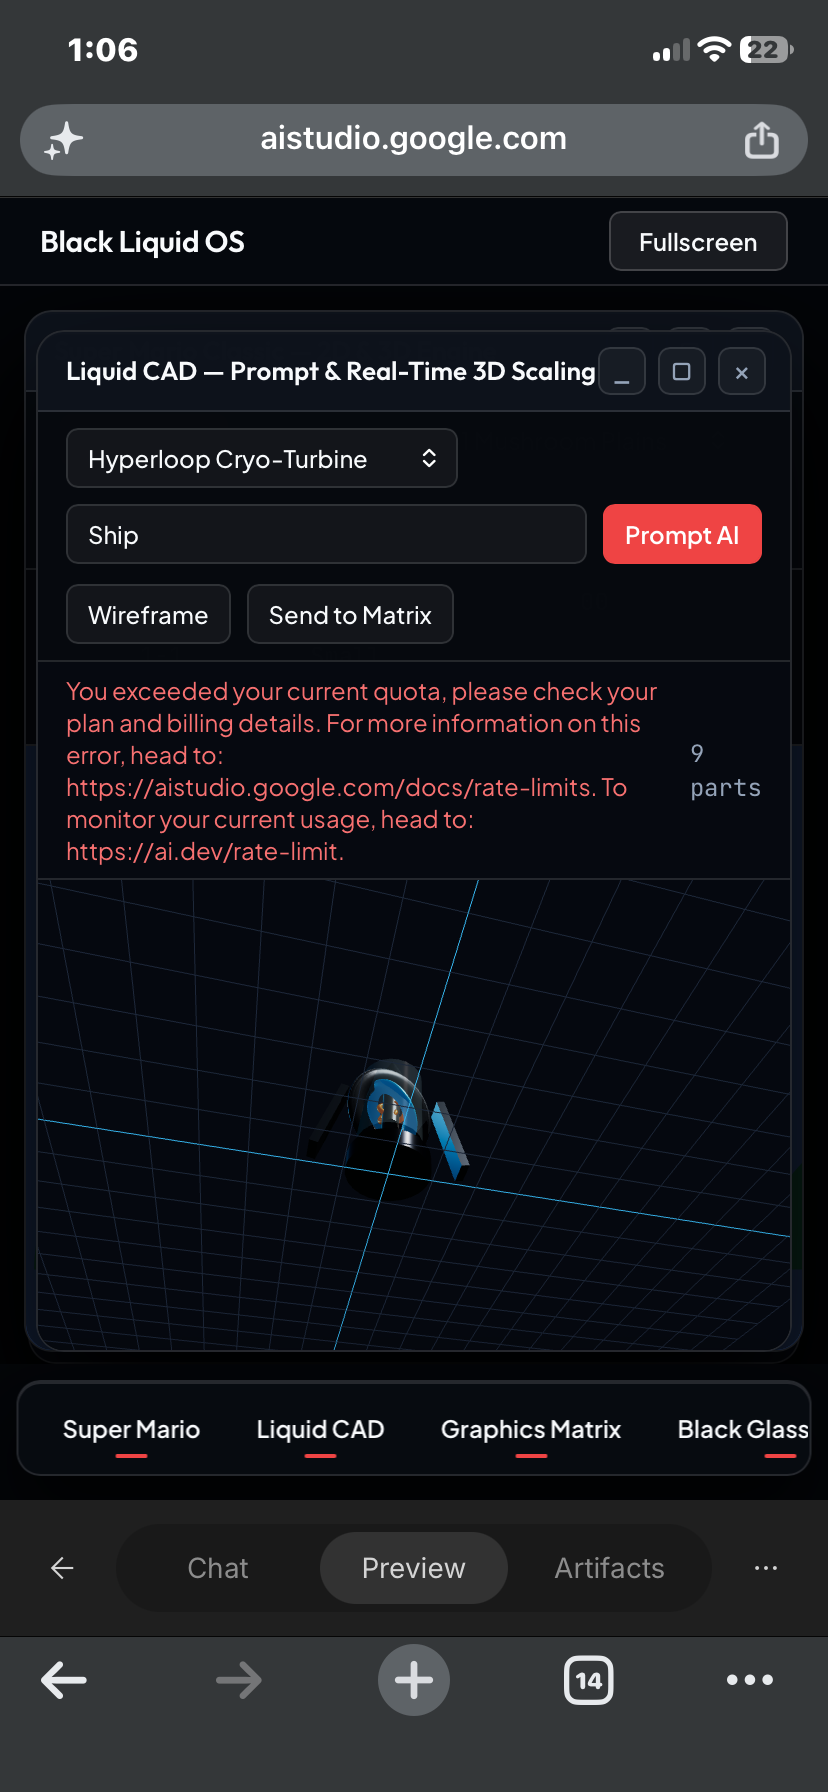 1:06
22
aistudio.google.com
Black Liquid OS
Fullscreen
Liquid CAD — Prompt & Real-Time 3D Scaling
Hyperloop Cryo-Turbine
Ship
Prompt AI
Wireframe
Send to Matrix
You exceeded your current quota, please check your
plan and billing details. For more information on this
error, head to:
https://aistudio.google.com/docs/rate-limits. To
monitor your current usage, head to:
https://ai.dev/rate-limit.
9
parts
Super Mario
Liquid CAD
Graphics Matrix
Black Glass
Chat
Preview
Artifacts
14